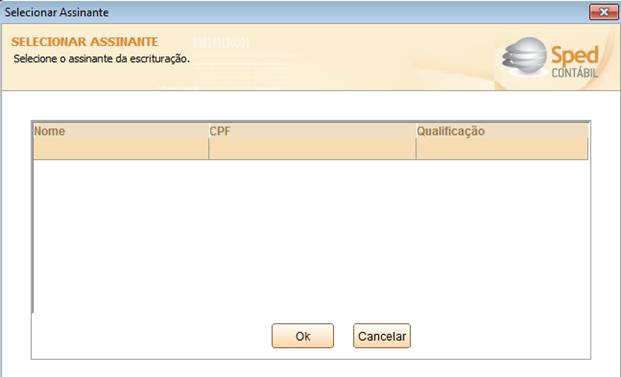 Selecionar Assinante
SELECIONAR ASSINANTE
Selecione o assinante da escrituração.
Sped
CONTÁBIL
Nome CPF Qualificação
Ok Cancelar